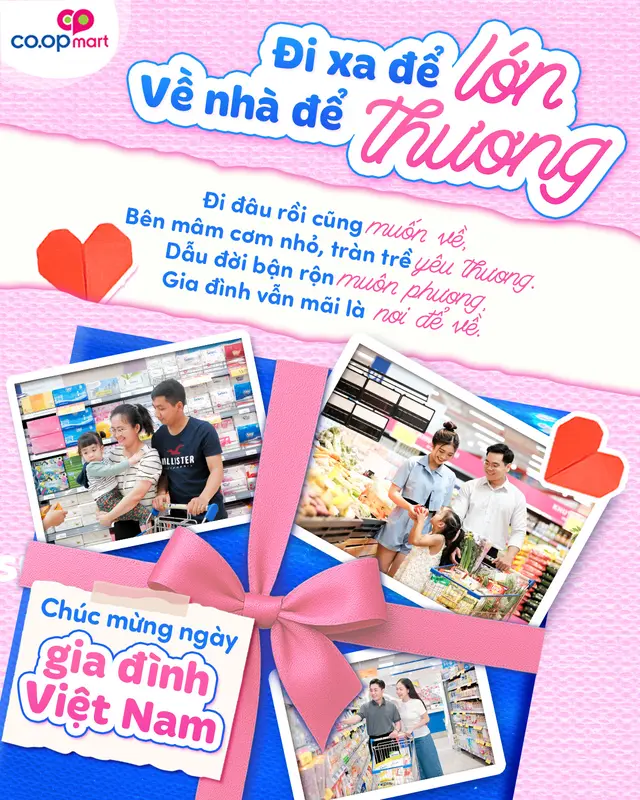 co.opmart
Đi xa để lớn
Về nhà để thương
Đi đâu rồi cũng muốn về,
Bên mâm cơm nhỏ, tràn trề yêu thương.
Dẫu đời bận rộn muôn phương,
Gia đình vẫn mãi là nơi để về.
HOLLISTER
Chúc mừng ngày
gia đình
Việt Nam